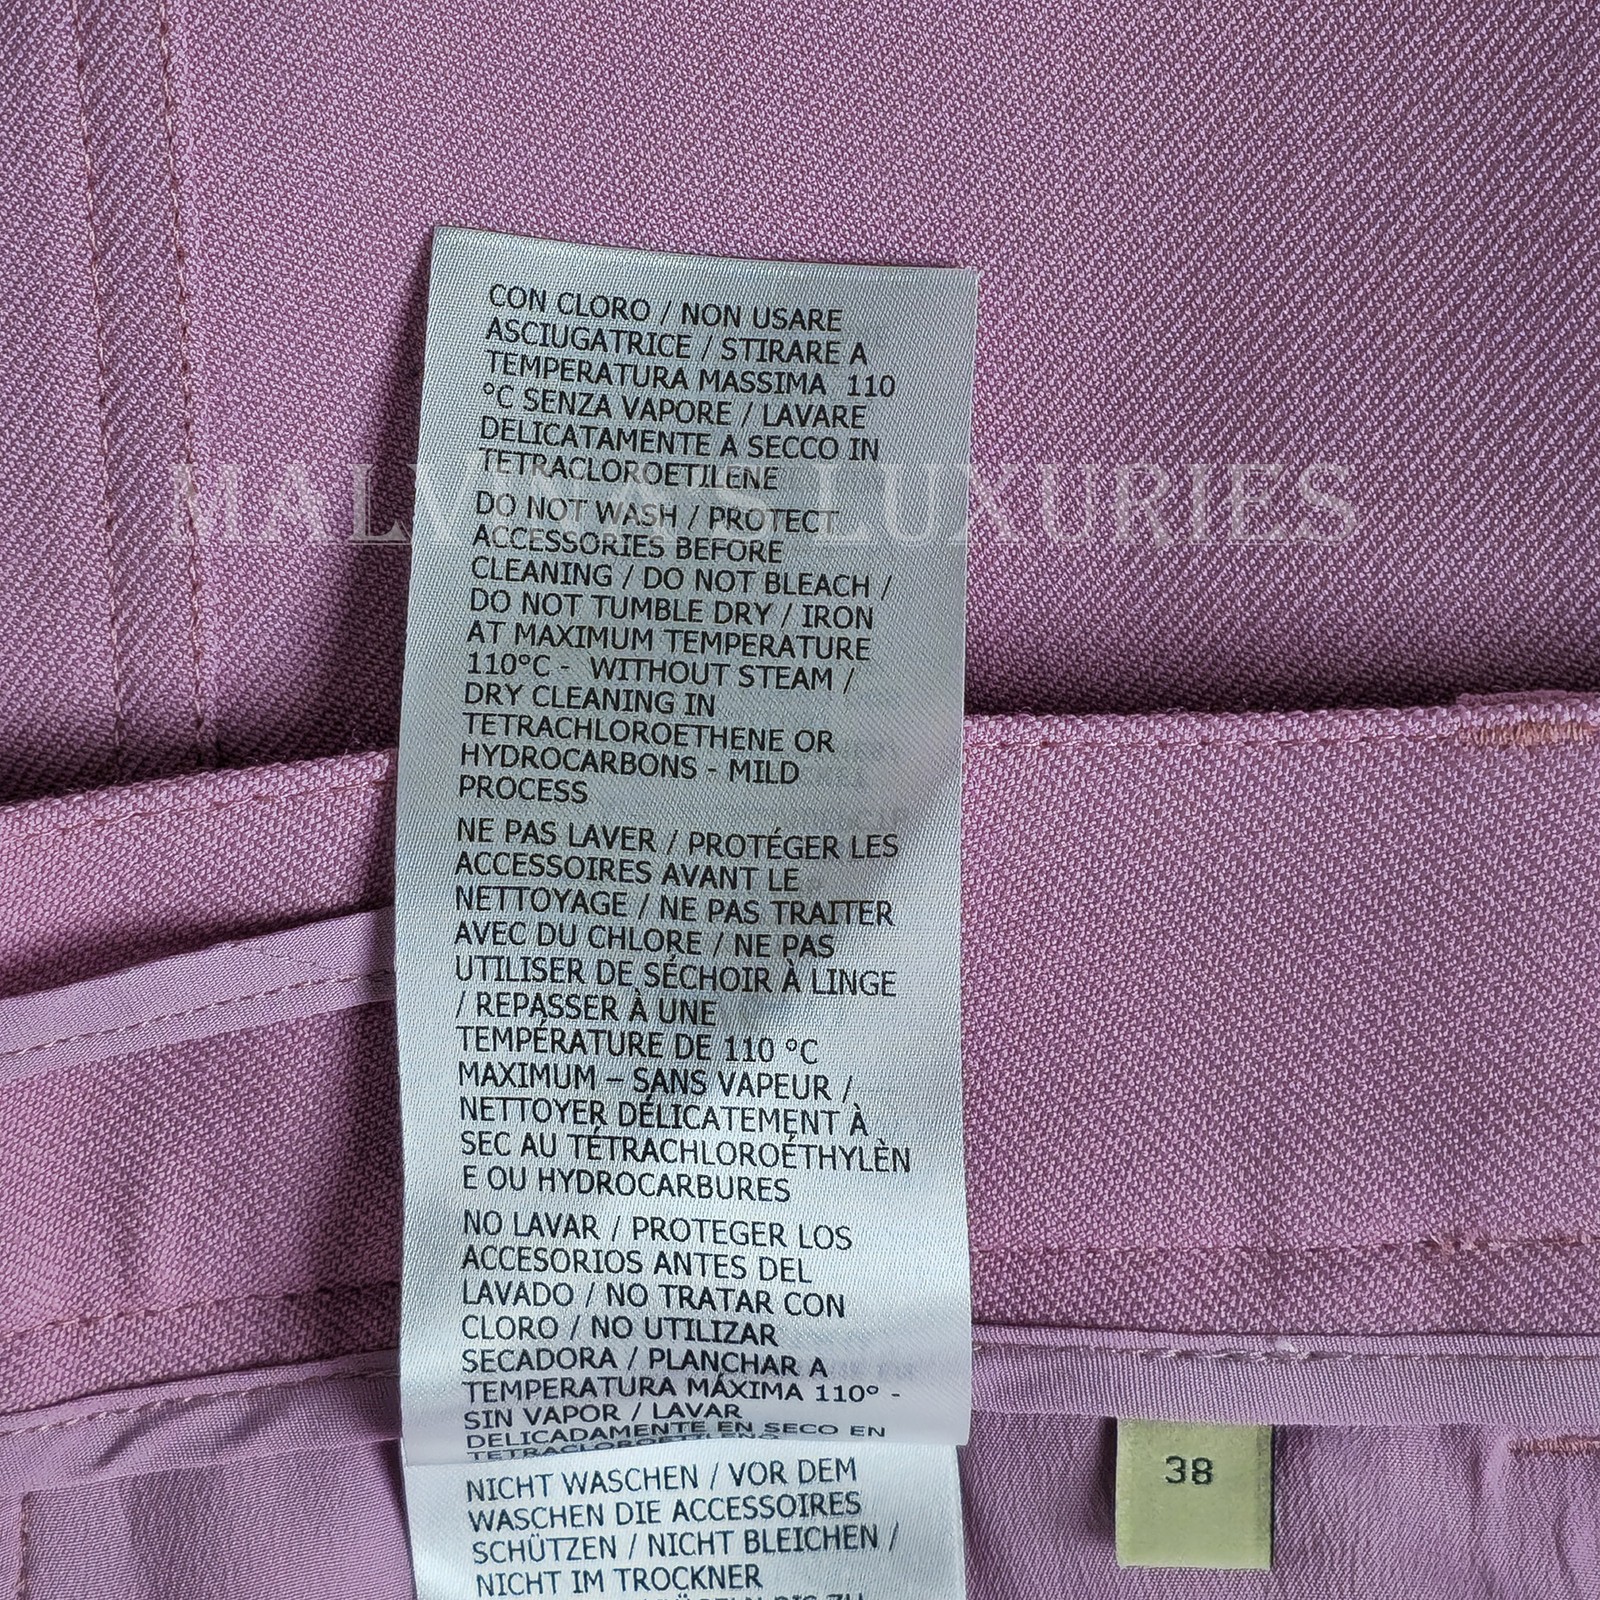 CON CLORO / NON USARE
ASCIUGATRICE / STIRARE A
TEMPERATURA MASSIMA 110
°C SENZA VAPORE / LAVARE
DELICATAMENTE A SECCO IN
TETRACLOROETILENE
MALVIKA'S LUXURIES
DO NOT WASH / PROTECT
ACCESSORIES BEFORE
CLEANING / DO NOT BLEACH /
DO NOT TUMBLE DRY / IRON
AT MAXIMUM TEMPERATURE
110°C - WITHOUT STEAM /
DRY CLEANING IN
TETRACHLOROETHENE OR
HYDROCARBONS - MILD
PROCESS
NE PAS LAVER / PROTÉGER LES
ACCESSOIRES AVANT LE
NETTOYAGE / NE PAS TRAITER
AVEC DU CHLORE / NE PAS
UTILISER DE SÉCHOIR À LINGE
/ REPASSER À UNE
TEMPÉRATURE DE 110 °C
MAXIMUM – SANS VAPEUR /
NETTOYER DÉLICATEMENT À
SEC AU TÉTRACHLOROÉTHYLÈN
E OU HYDROCARBURES
NO LAVAR / PROTEGER LOS
ACCESORIOS ANTES DEL
LAVADO / NO TRATAR CON
CLORO / NO UTILIZAR
SECADORA / PLANCHAR A
TEMPERATURA MÁXIMA 110° -
SIN VAPOR / LAVAR
DELICADAMENTE EN SECO EN
NICHT WASCHEN / VOR DEM
WASCHEN DIE ACCESSOIRES
SCHÜTZEN / NICHT BLEICHEN /
NICHT IM TROCKNER
38